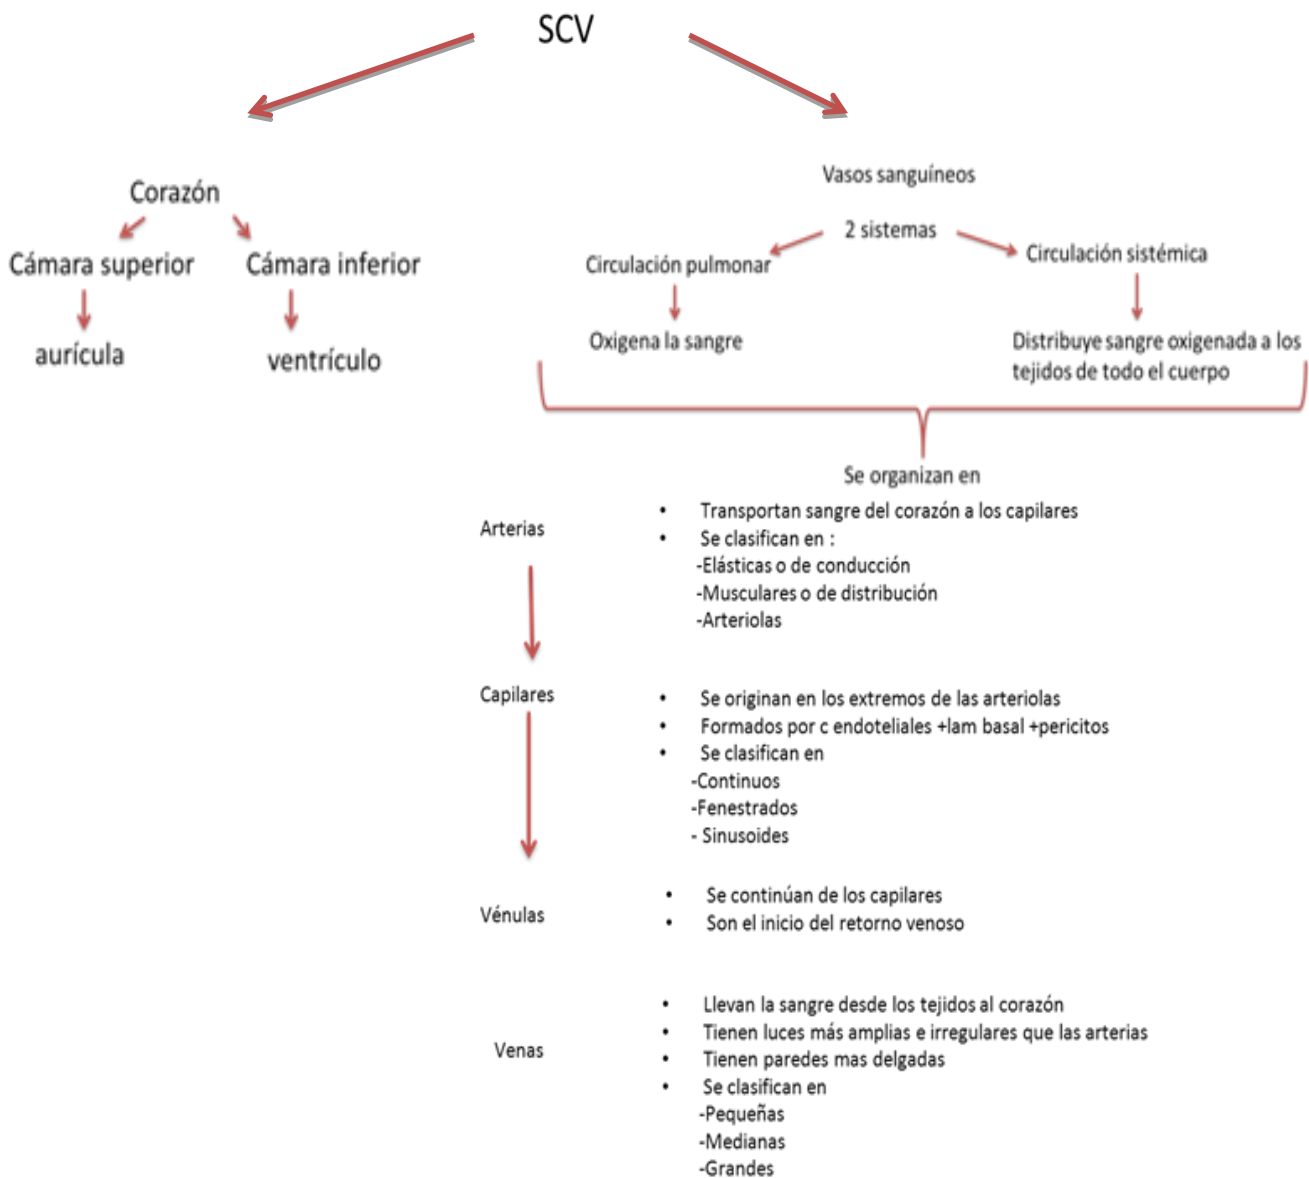 SCV
Corazón
Cámara superior
Cámara inferior
aurícula
ventrículo
Vasos sanguíneos
2 sistemas
Circulación pulmonar
Circulación sistémica
Oxigena la sangre
Distribuye sangre oxigenada a los
tejidos de todo el cuerpo
Se organizan en
Arterias
• Transportan sangre del corazón a los capilares
• Se clasifican en :
-Elásticas o de conducción
-Musculares o de distribución
-Arteriolas
Capilares
• Se originan en los extremos de las arteriolas
• Formados por c endoteliales +lam basal +pericitos
• Se clasifican en
-Continuos
-Fenestrados
- Sinusoides
Vénulas
• Se continúan de los capilares
• Son el inicio del retorno venoso
Venas
• Llevan la sangre desde los tejidos al corazón
• Tienen luces más amplias e irregulares que las arterias
• Tienen paredes mas delgadas
• Se clasifican en
-Pequeñas
-Medianas
-Grandes